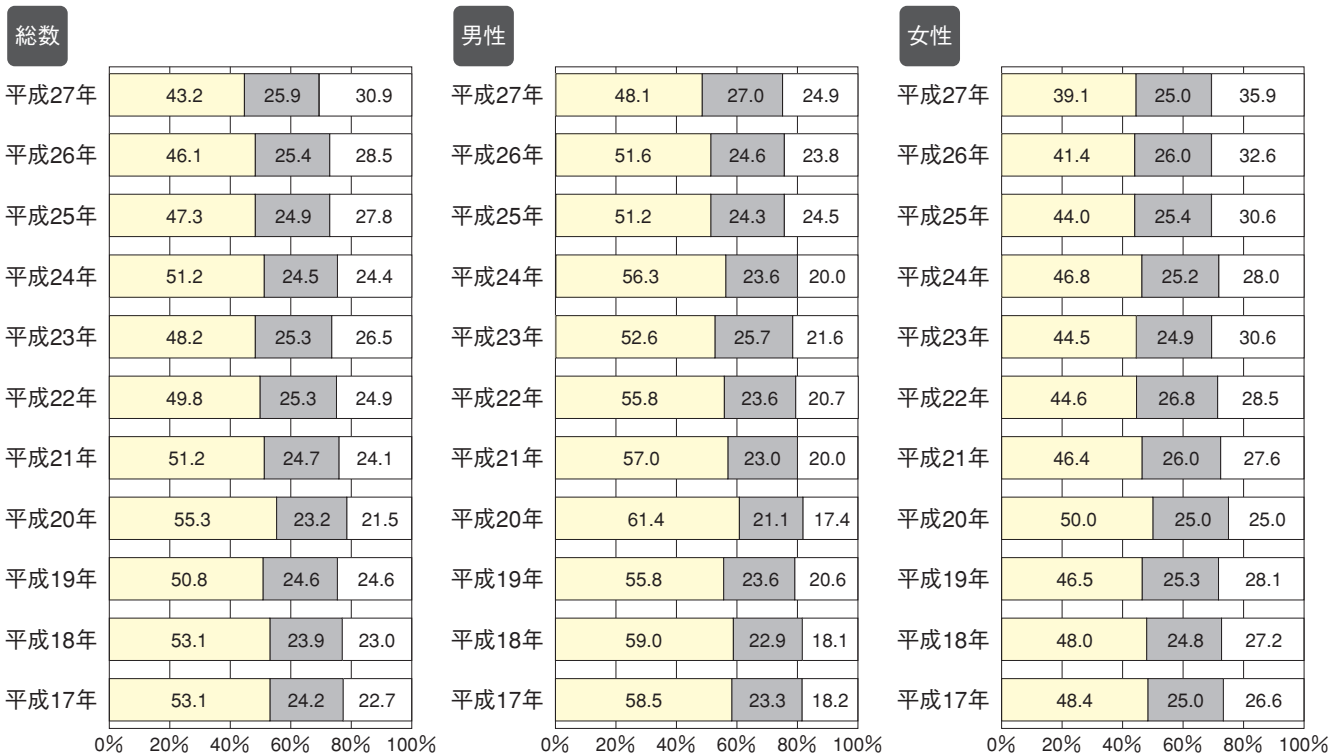 総数
平成27年 43.2 25.9 30.9
平成26年 46.1 25.4 28.5
平成25年 47.3 24.9 27.8
平成24年 51.2 24.5 24.4
平成23年 48.2 25.3 26.5
平成22年 49.8 25.3 24.9
平成21年 51.2 24.7 24.1
平成20年 55.3 23.2 21.5
平成19年 50.8 24.6 24.6
平成18年 53.1 23.9 23.0
平成17年 53.1 24.2 22.7
0% 20% 40% 60% 80% 100%
男性
平成27年 48.1 27.0 24.9
平成26年 51.6 24.6 23.8
平成25年 51.2 24.3 24.5
平成24年 56.3 23.6 20.0
平成23年 52.6 25.7 21.6
平成22年 55.8 23.6 20.7
平成21年 57.0 23.0 20.0
平成20年 61.4 21.1 17.4
平成19年 55.8 23.6 20.6
平成18年 59.0 22.9 18.1
平成17年 58.5 23.3 18.2
0% 20% 40% 60% 80% 100%
女性
平成27年 39.1 25.0 35.9
平成26年 41.4 26.0 32.6
平成25年 44.0 25.4 30.6
平成24年 46.8 25.2 28.0
平成23年 44.5 24.9 30.6
平成22年 44.6 26.8 28.5
平成21年 46.4 26.0 27.6
平成20年 50.0 25.0 25.0
平成19年 46.5 25.3 28.1
平成18年 48.0 24.8 27.2
平成17年 48.4 25.0 26.6
0% 20% 40% 60% 80% 100%